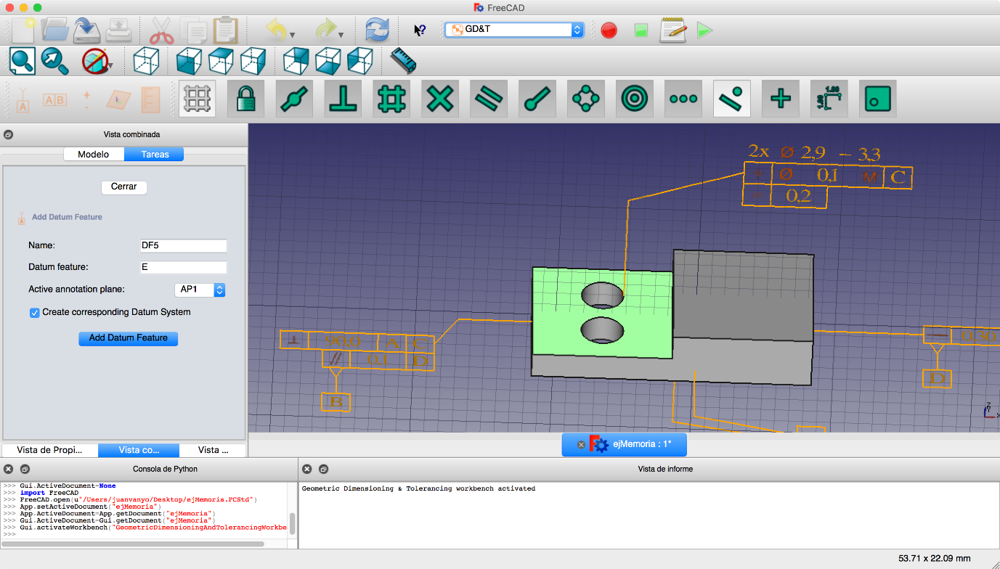 FreeCAD
GD&T
1.00
Vista combinada
Modelo
Tareas
Cerrar
Add Datum Feature
Name:
DF5
Datum feature:
E
Active annotation plane:
AP1
Create corresponding Datum System
Add Datum Feature
2x Ø 2,9 – 3,3
Ø 0,1 M C
0,2
⊥ 90.0 A C
// 0,1 D
B
— 0,30
D
Z
X
Vista de Propi...
Vista co...
Vista ...
ejMemoria : 1*
Consola de Python
>>> Gui.ActiveDocument=None
>>> import FreeCAD
>>> FreeCAD.open(u"/Users/juanvanyo/Desktop/ejMemoria.FCStd")
>>> App.setActiveDocument("ejMemoria")
>>> App.ActiveDocument=App.getDocument("ejMemoria")
>>> Gui.ActiveDocument=Gui.getDocument("ejMemoria")
>>> Gui.activateWorkbench("GeometricDimensioningAndTolerancingWorkbe
>>>
Vista de informe
Geometric Dimensioning & Tolerancing workbench activated
53.71 x 22.09 mm